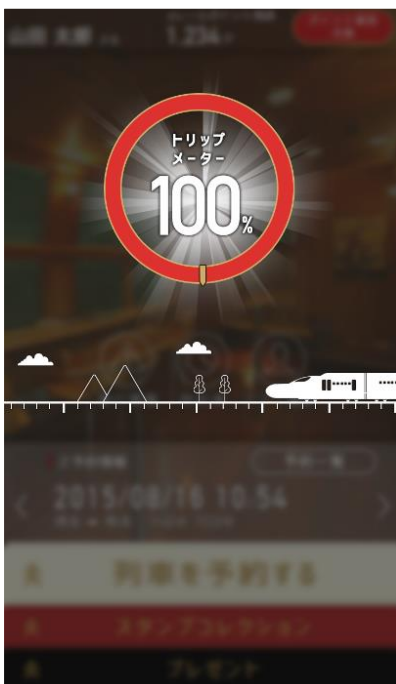 山田 太郎
1,234
トリップ
メーター
100%
予約一覧
2015/08/16 10:54
列車を予約する
スタンプコレクション
プレゼント